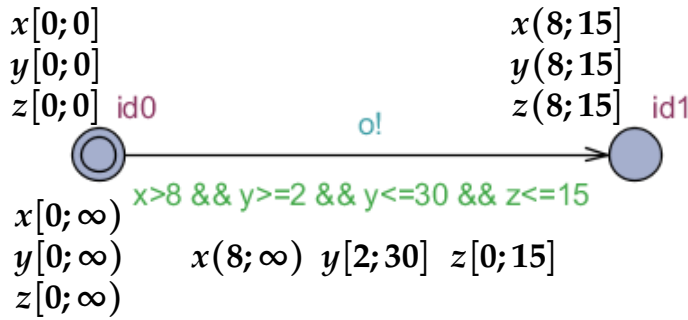 x[0;0]
y[0;0]
z[0;0] id0
x(8;15)
y(8;15)
z(8;15) id1
o!
x>8 && y>=2 && y<=30 && z<=15
x[0;∞)
y[0;∞)
z[0;∞)
x(8;∞) y[2;30] z[0;15]